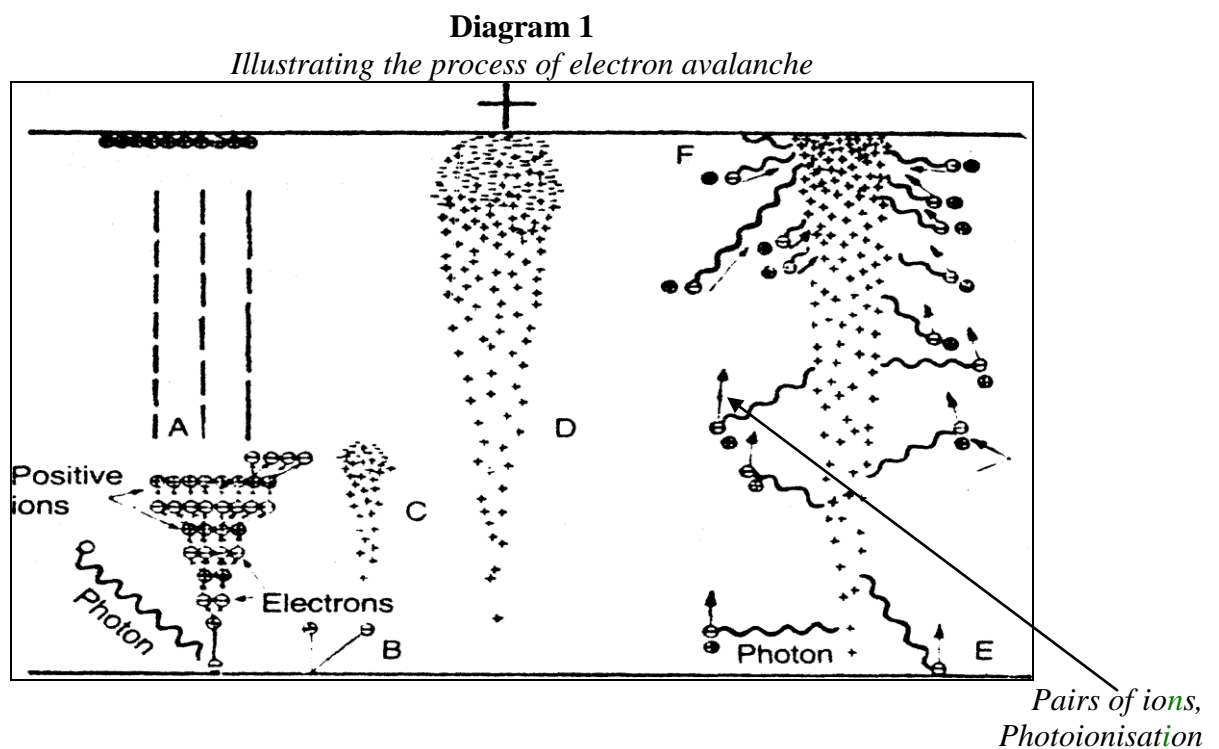 Diagram 1
Illustrating the process of electron avalanche
+
F
A
D
Positive
ions
C
Photon
Electrons
B
Photon
E
Pairs of ions,
Photoionisation